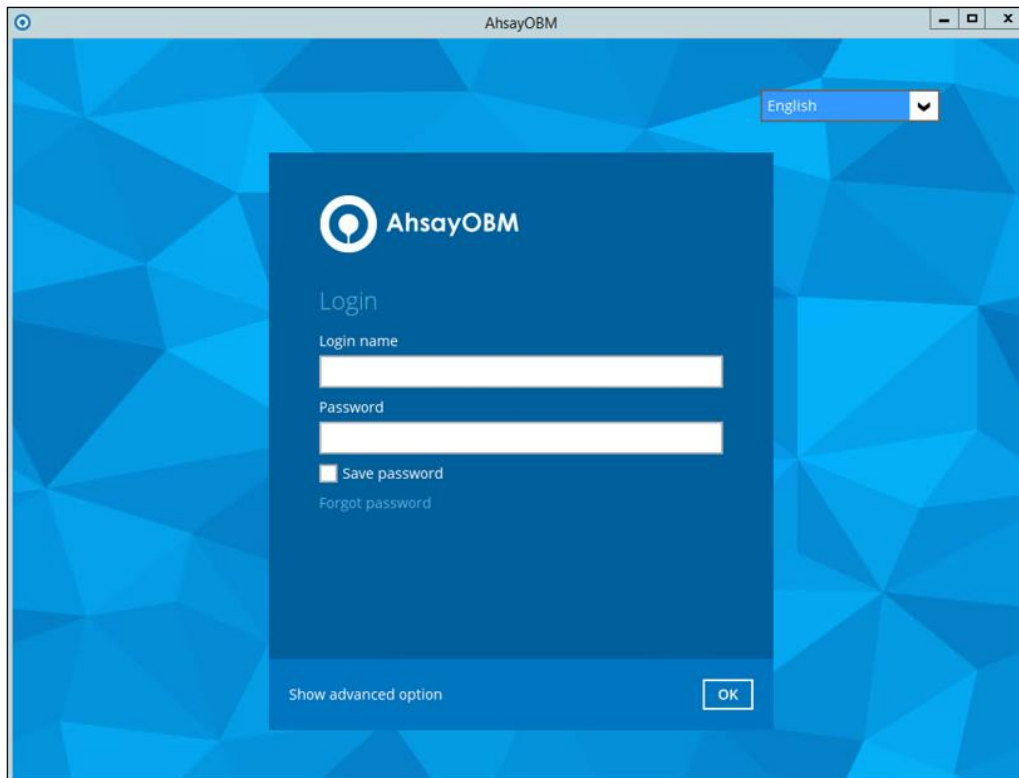 AhsayOBM
English
AhsayOBM
Login
Login name
Password
Save password
Forgot password
Show advanced option
OK